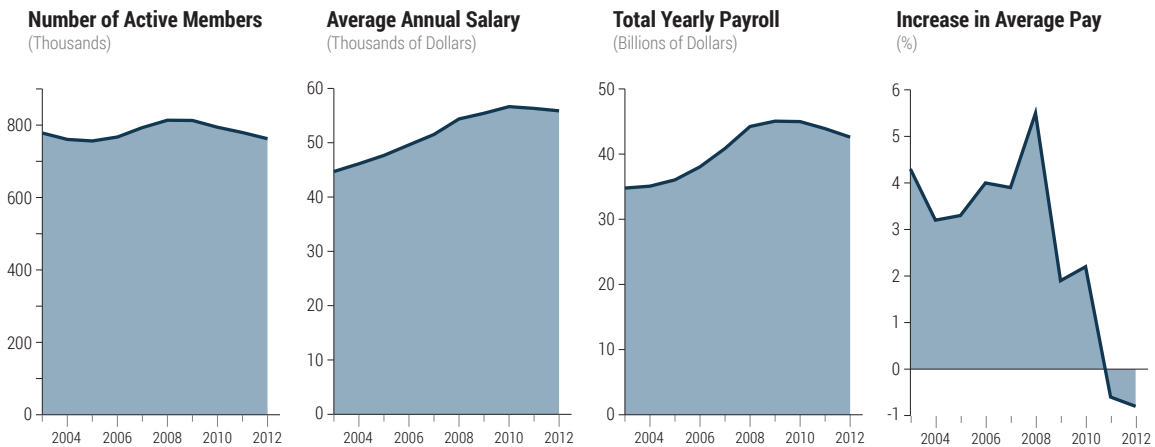 Number of Active Members
(Thousands)
800
600
400
200
0
2004 2006 2008 2010 2012
Average Annual Salary
(Thousands of Dollars)
60
50
40
30
20
10
0
2004 2006 2008 2010 2012
Total Yearly Payroll
(Billions of Dollars)
50
40
30
20
10
0
2004 2006 2008 2010 2012
Increase in Average Pay
(%)
6
5
4
3
2
1
0
-1
2004 2006 2008 2010 2012